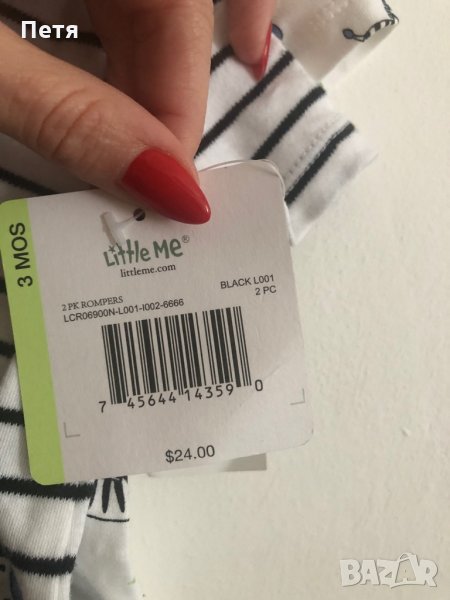 Петя
3 MOS
Little Me®
littleme.com
2 PK ROMPERS
BLACK L001
LCR06900N-L001-I002-6666
2 PC
7 45644 14359 0
$24.00
BAZAR